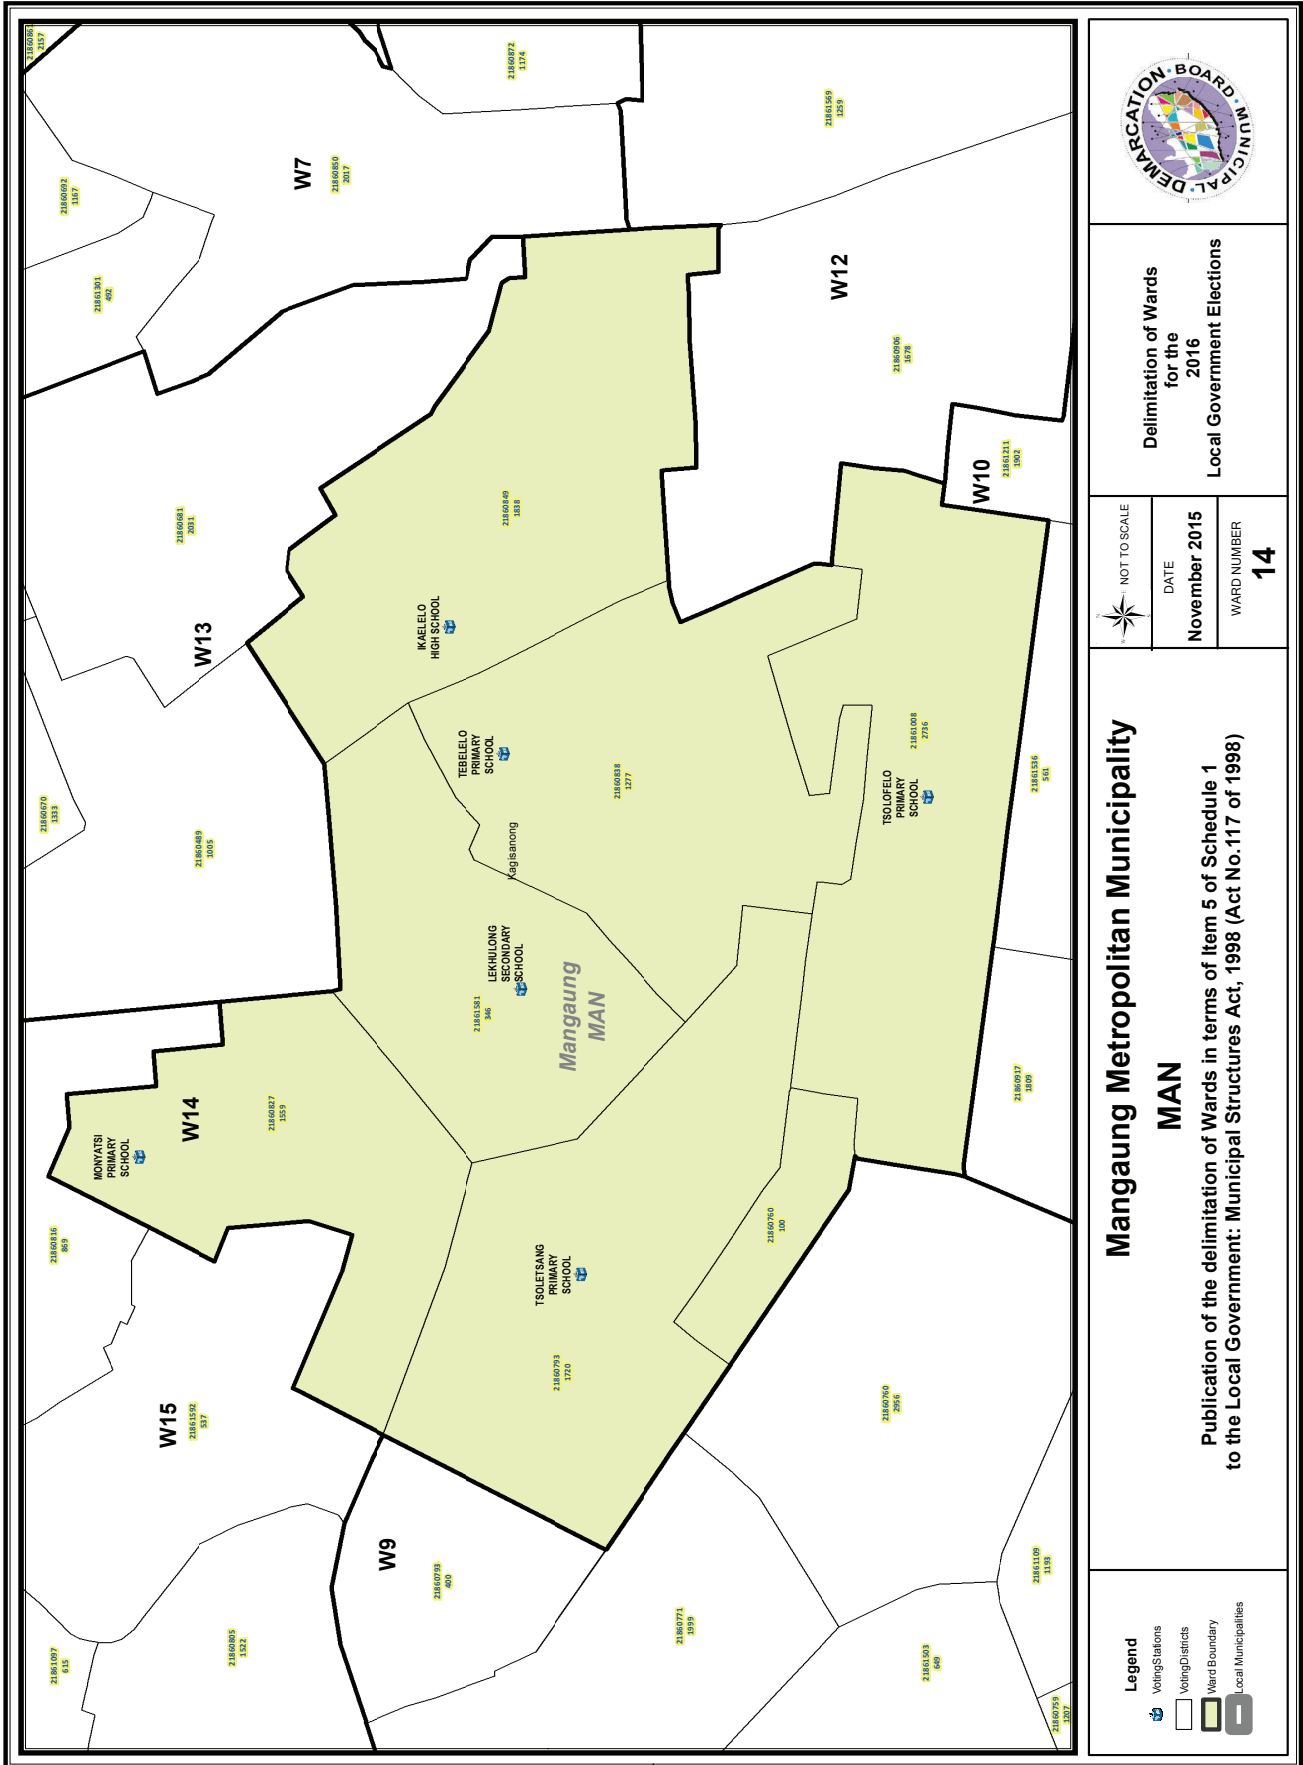 21861097
615
21860805
1522
W15
21861592
537
21860816
869
MONYATSI
PRIMARY
SCHOOL
W14
21860827
1559
21860670
1333
21860489
1005
W13
21860681
2031
21861301
492
21860692
1167
21860861
2157
W7
21860850
2017
21860872
1174
W9
21860793
400
TSOLETSANG
PRIMARY
SCHOOL
21860793
1720
21861581
346
LEKHULONG
SECONDARY
SCHOOL
Kagisanong
Mangaung
MAN
TEBELELO
PRIMARY
SCHOOL
IKAELELO
HIGH SCHOOL
21860849
1838
21860838
1277
21860771
1999
21860760
100
21860760
2956
21861503
649
21861109
1193
21860759
1207
TSOLOFELO
PRIMARY
SCHOOL
21861008
2736
21860917
1809
21861536
561
W10
21861211
1902
21860906
1678
W12
21861569
1259
Legend
VotingStations
VotingDistricts
Ward Boundary
Local Municipalities
Mangaung Metropolitan Municipality
MAN
Publication of the delimitation of Wards in terms of item 5 of Schedule 1
to the Local Government: Municipal Structures Act, 1998 (Act No.117 of 1998)
N
W
E
NOT TO SCALE
DATE
November 2015
WARD NUMBER
14
Delimitation of Wards
for the
2016
Local Government Elections
MUNICIPAL DEMARCATION BOARD